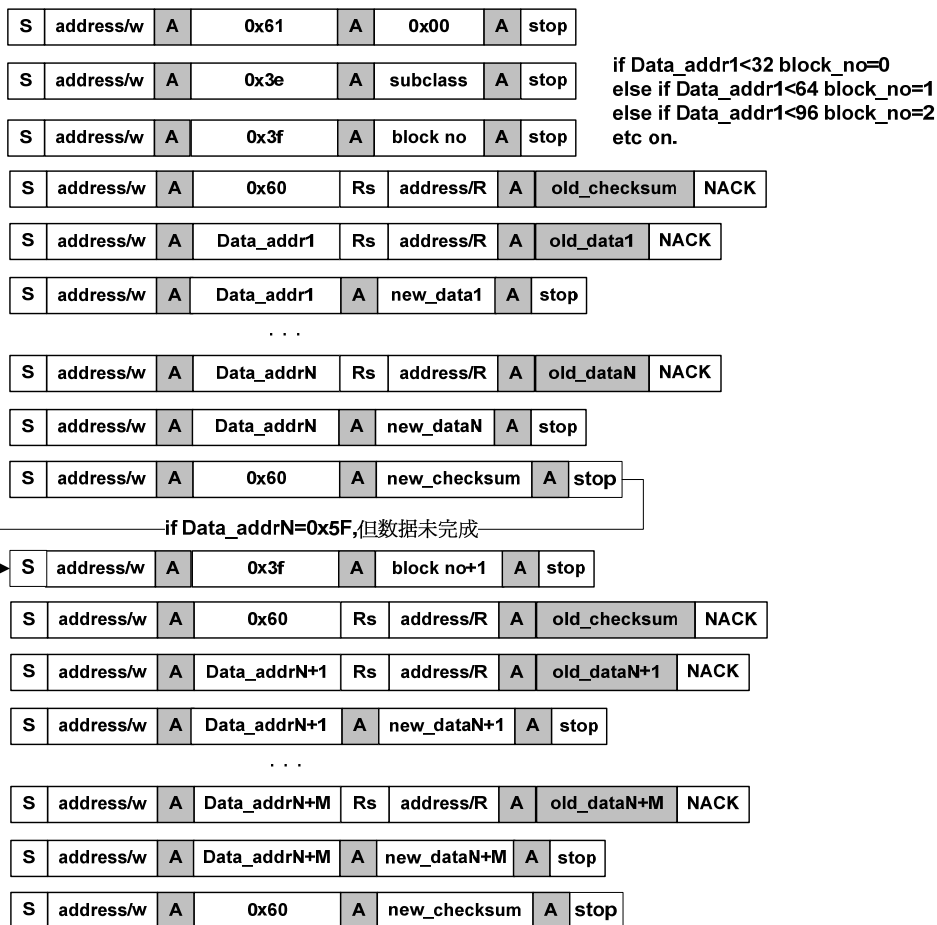 S address/w A 0x61 A 0x00 A stop
S address/w A 0x3e A subclass A stop
S address/w A 0x3f A block no A stop
if Data_addr1<32 block_no=0
else if Data_addr1<64 block_no=1
else if Data_addr1<96 block_no=2
etc on.
S address/w A 0x60 Rs address/R A old_checksum NACK
S address/w A Data_addr1 Rs address/R A old_data1 NACK
S address/w A Data_addr1 A new_data1 A stop
. . .
S address/w A Data_addrN Rs address/R A old_dataN NACK
S address/w A Data_addrN A new_dataN A stop
S address/w A 0x60 A new_checksum A stop
if Data_addrN=0x5F,但数据未完成
S address/w A 0x3f A block no+1 A stop
S address/w A 0x60 Rs address/R A old_checksum NACK
S address/w A Data_addrN+1 Rs address/R A old_dataN+1 NACK
S address/w A Data_addrN+1 A new_dataN+1 A stop
. . .
S address/w A Data_addrN+M Rs address/R A old_dataN+M NACK
S address/w A Data_addrN+M A new_dataN+M A stop
S address/w A 0x60 A new_checksum A stop